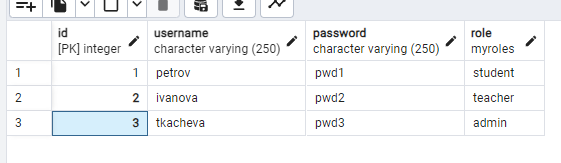 id username password role
[PK] integer character varying (250) character varying (250) myroles
1 1 petrov pwd1 student
2 2 ivanova pwd2 teacher
3 3 tkacheva pwd3 admin